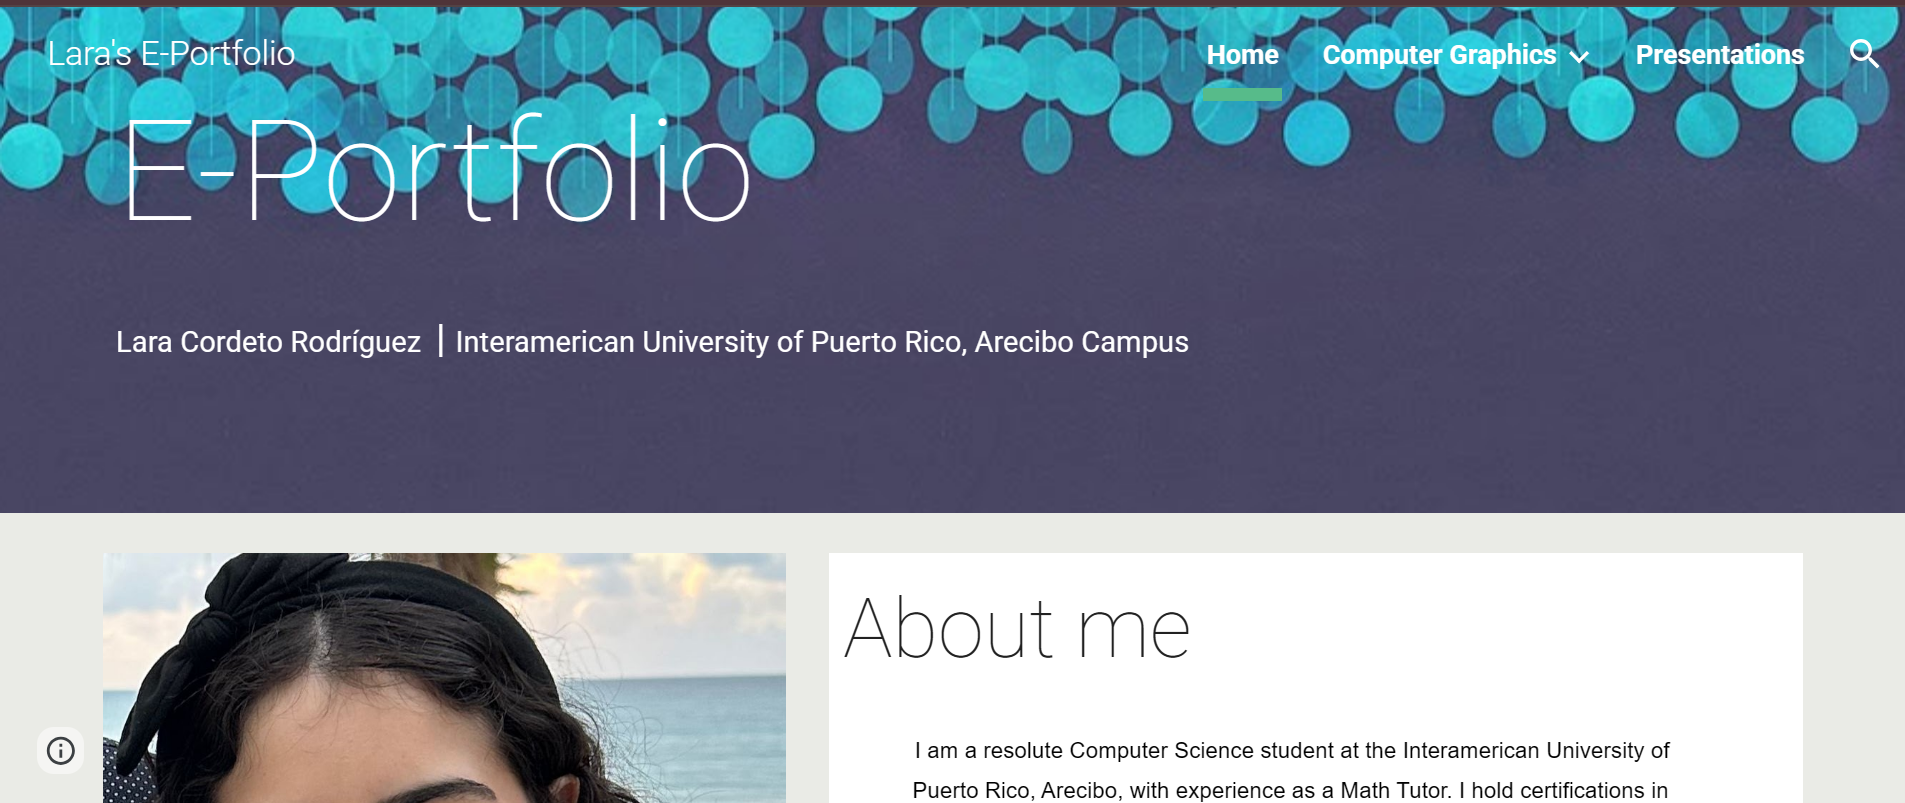 Lara's E-Portfolio
Home Computer Graphics Presentations
E-Portfolio
Lara Cordeto Rodríguez | Interamerican University of Puerto Rico, Arecibo Campus
About me
I am a resolute Computer Science student at the Interamerican University of
Puerto Rico, Arecibo, with experience as a Math Tutor. I hold certifications in